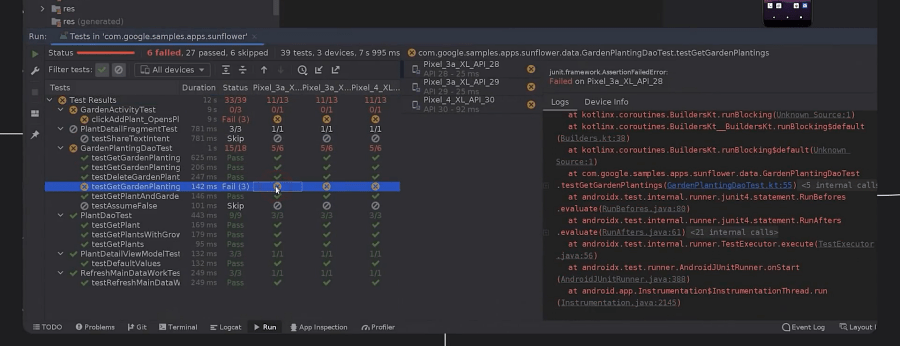 res
res (generated)
Run: Tests in 'com.google.samples.apps.sunflower' ×
Status 6 failed, 27 passed, 6 skipped 39 tests, 3 devices, 7 s 995 ms
com.google.samples.apps.sunflower.data.GardenPlantingDaoTest.testGetGardenPlantings
Filter tests: All devices
Tests Duration Status Pixel_3a_X... Pixel_3a_X... Pixel_4_XL...
Test Results 12 s 33/39 11/13 11/13 11/13
GardenActivityTest 9 s 0/3 0/1 0/1 0/1
clickAddPlant_OpensPl 9 s Fail (3)
PlantDetailFragmentTest 781 ms 3/3 1/1 1/1 1/1
testShareTextIntent 781 ms Skip
GardenPlantingDaoTest 1 s 15/18 5/6 5/6 5/6
testGetGardenPlanting 625 ms Pass
testGetGardenPlanting 206 ms Pass
testDeleteGardenPlant 247 ms Pass
testGetGardenPlanting 142 ms Fail (3)
testGetPlantAndGarde 148 ms Pass
testAssumeFalse 101 ms Skip
PlantDaoTest 443 ms 9/9 3/3 3/3 3/3
testGetPlant 149 ms Pass
testGetPlantsWithGrow Pass
testGetPlants 95 ms Pass
PlantDetailViewModelTest 3/3 1/1 1/1 1/1
testDefaultValues Pass
RefreshMainDataWorkTes 249 ms 3/3 1/1 1/1 1/1
testRefreshMainDataW 249 ms Pass
Pixel_3a_XL_API_28
API 28 - 25 ms
Pixel_3a_XL_API_29
API 29 - 25 ms
Pixel_4_XL_API_30
API 30 - 92 ms
junit.framework.AssertionFailedError:
Failed on Pixel_3a_XL_API_28
Logs Device Info
at kotlinx.coroutines.BuildersKt.runBlocking(Unknown Source:1)
at kotlinx.coroutines.BuildersKt__BuildersKt.runBlocking$default
(Builders.kt:38)
at kotlinx.coroutines.BuildersKt.runBlocking$default(Unknown
Source:1)
at com.google.samples.apps.sunflower.data.GardenPlantingDaoTest
.testGetGardenPlantings(GardenPlantingDaoTest.kt:55) <5 internal calls
at androidx.test.internal.runner.junit4.statement.RunBefores
.evaluate(RunBefores.java:80)
at androidx.test.internal.runner.junit4.statement.RunAfters
.evaluate(RunAfters.java:61) <21 internal calls>
at androidx.test.internal.runner.TestExecutor.execute(TestExecutor
.java:56)
at androidx.test.runner.AndroidJUnitRunner.onStart
(AndroidJUnitRunner.java:388)
at android.app.Instrumentation$InstrumentationThread.run
(Instrumentation.java:2145)
TODO Problems Git Terminal Logcat Run App Inspection Profiler Event Log Layout